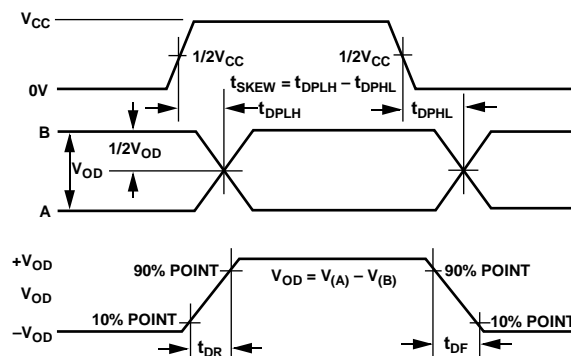 VCC
1/2VCC
1/2VCC
tSKEW = tDPLH – tDPHL
0V
tDPLH
tDPHL
B
1/2VOD
VOD
A
+VOD
90% POINT
VOD = V(A) – V(B)
90% POINT
VOD
10% POINT
10% POINT
–VOD
tDR
tDF